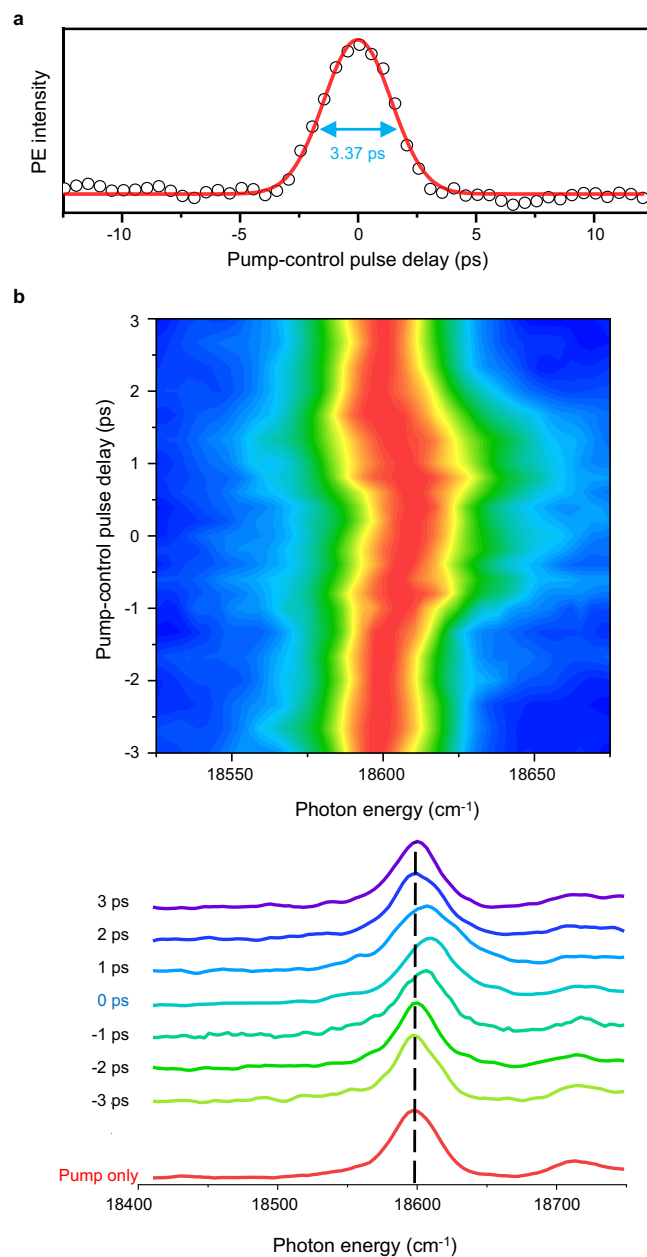 a
PE intensity
3.37 ps
-10 -5 0 5 10
Pump-control pulse delay (ps)
b
Pump-control pulse delay (ps)
3
2
1
0
-1
-2
-3
18550 18600 18650
Photon energy (cm-1)
3 ps
2 ps
1 ps
0 ps
-1 ps
-2 ps
-3 ps
Pump only
18400 18500 18600 18700
Photon energy (cm-1)